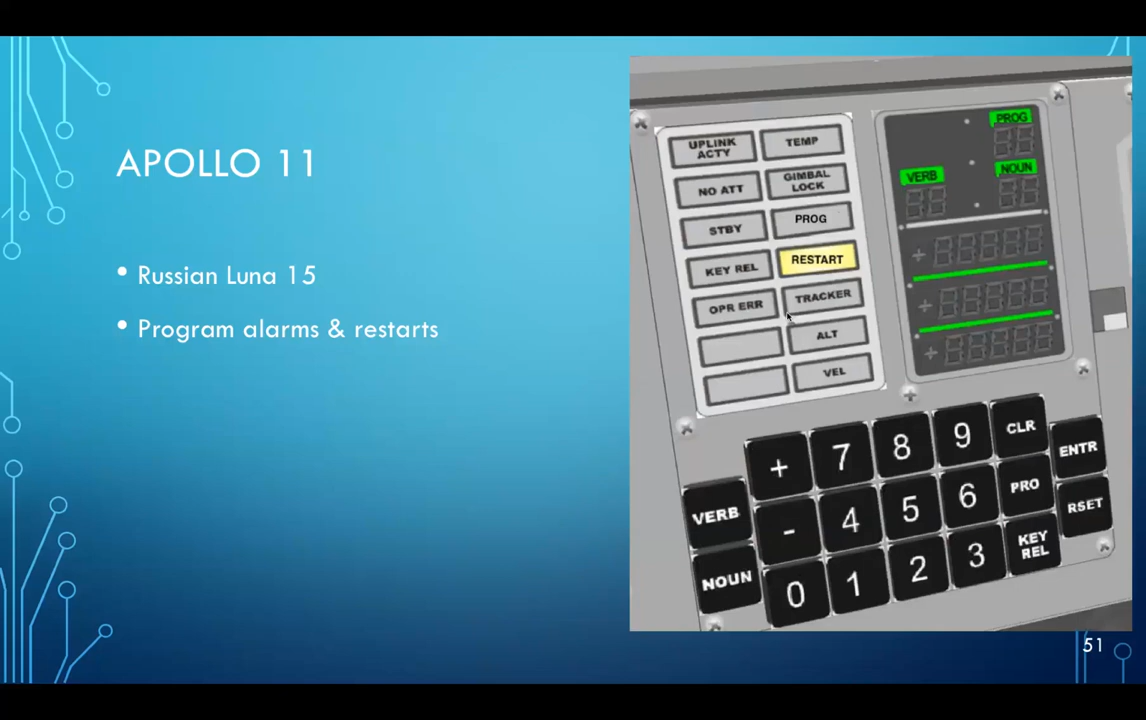 APOLLO 11
• Russian Luna 15
• Program alarms & restarts
UPLINK
ACTY
TEMP
NO ATT
GIMBAL
LOCK
STBY
PROG
KEY REL
RESTART
OPR ERR
TRACKER
ALT
VEL
PROG
VERB
NOUN
+
7
8
9
CLR
ENTR
VERB
-
4
5
6
PRO
RSET
NOUN
0
1
2
3
KEY
REL
51